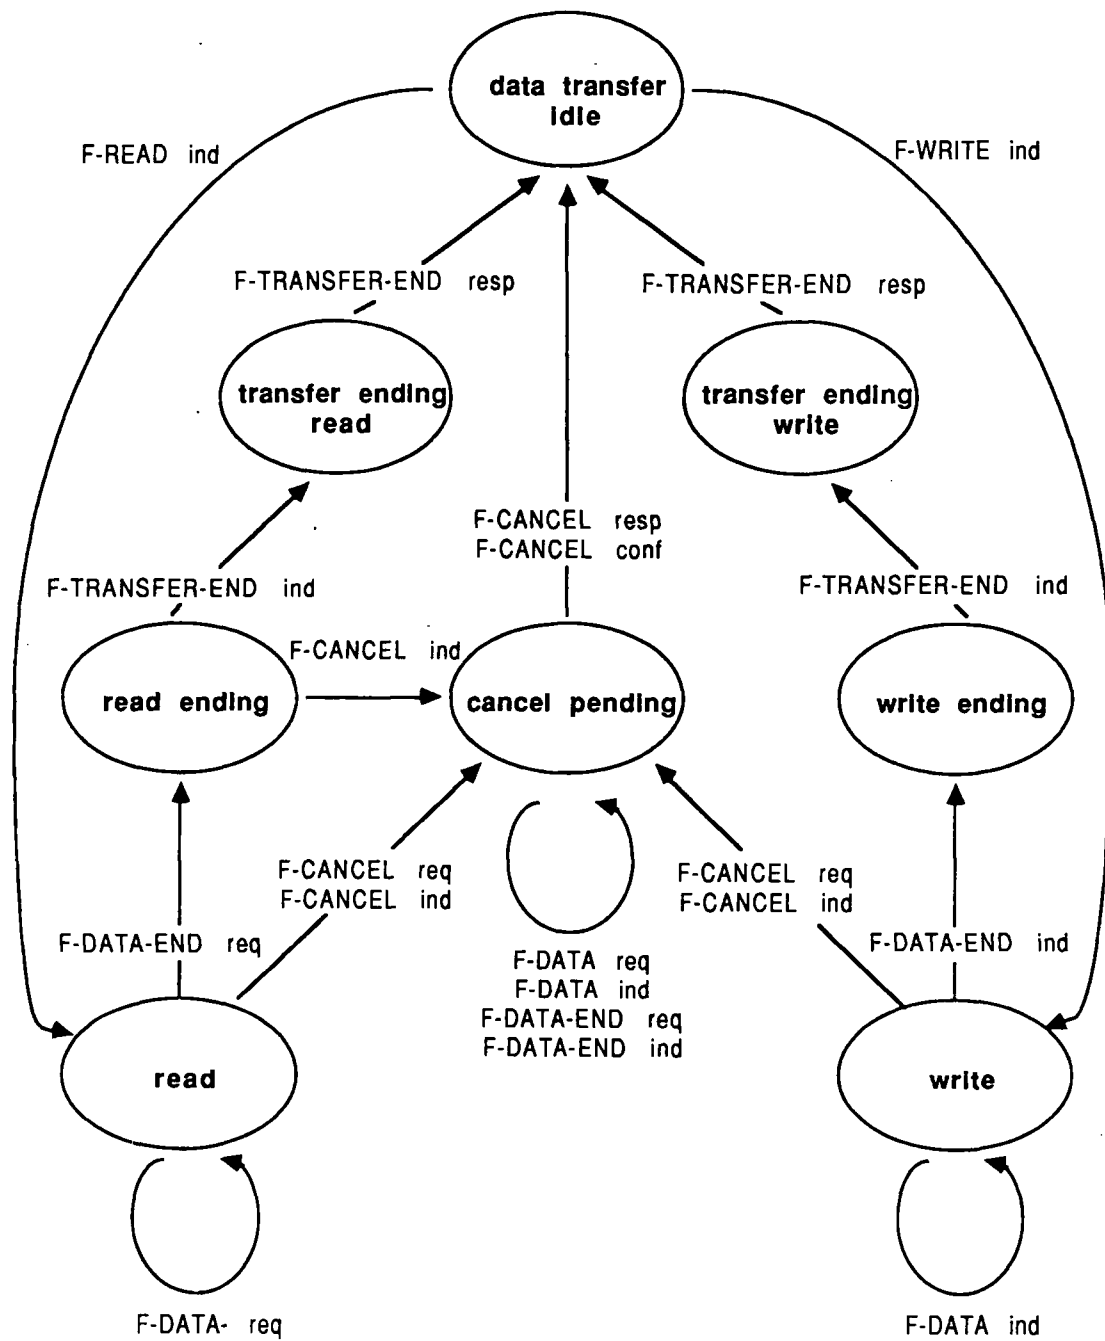 data transfer
idle
F-READ ind
F-WRITE ind
F-TRANSFER-END resp
F-TRANSFER-END resp
transfer ending
read
transfer ending
write
F-CANCEL resp
F-CANCEL conf
F-TRANSFER-END ind
F-TRANSFER-END ind
F-CANCEL ind
read ending
cancel pending
write ending
F-CANCEL req
F-CANCEL ind
F-CANCEL req
F-CANCEL ind
F-DATA-END req
F-DATA-END ind
F-DATA req
F-DATA ind
F-DATA-END req
F-DATA-END ind
read
write
F-DATA- req
F-DATA ind